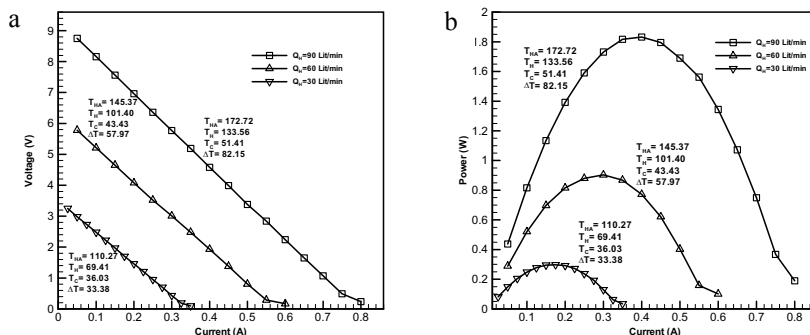 a
Voltage (V)
9
8
7
6
5
4
3
2
1
0
0
0.1
0.2
0.3
0.4
0.5
0.6
0.7
0.8
Current (A)
Q_H=90 Lit/min
Q_H=60 Lit/min
Q_H=30 Lit/min
T_HA= 145.37
T_H = 101.40
T_C = 43.43
ΔT= 57.97
T_HA= 172.72
T_H = 133.56
T_C = 51.41
ΔT= 82.15
T_HA= 110.27
T_H = 69.41
T_C = 36.03
ΔT= 33.38
b
Power (W)
2
1.8
1.6
1.4
1.2
1
0.8
0.6
0.4
0.2
0
0.1
0.2
0.3
0.4
0.5
0.6
0.7
0.8
Current (A)
T_HA= 172.72
T_H = 133.56
T_C = 51.41
ΔT= 82.15
Q_H=90 Lit/min
Q_H=60 Lit/min
Q_H=30 Lit/min
T_HA= 145.37
T_H = 101.40
T_C = 43.43
ΔT= 57.97
T_HA= 110.27
T_H = 69.41
T_C = 36.03
ΔT= 33.38